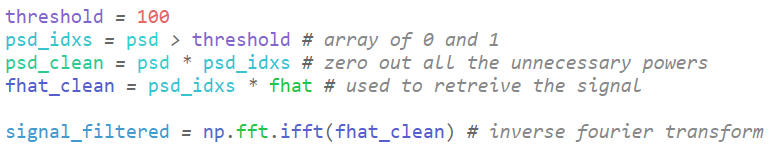 threshold = 100
psd_idxs = psd > threshold # array of 0 and 1
psd_clean = psd * psd_idxs # zero out all the unnecessary powers
fhat_clean = psd_idxs * fhat # used to retreive the signal
signal_filtered = np.fft.ifft(fhat_clean) # inverse fourier transform